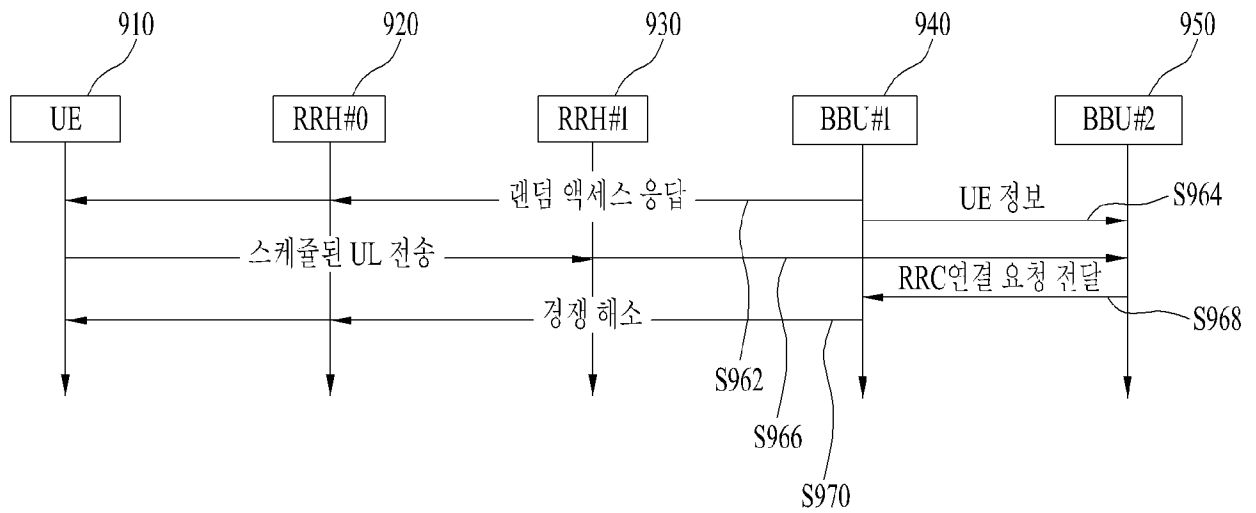 910
920
930
940
950
UE
RRH#0
RRH#1
BBU#1
BBU#2
랜덤 액세스 응답
UE 정보
S964
스케쥴된 UL 전송
RRC연결 요청 전달
S968
경쟁 해소
S962
S966
S970